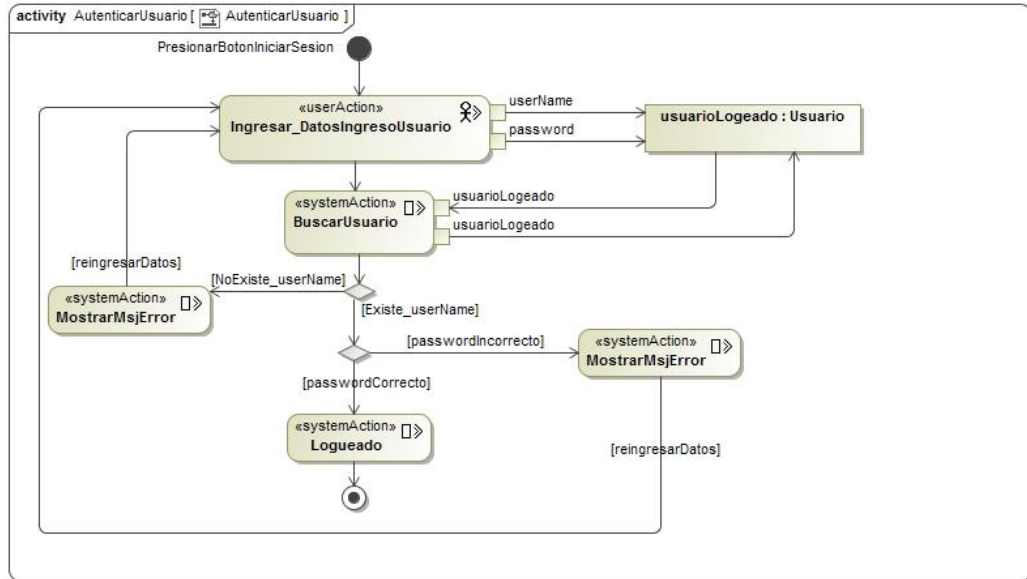 activity AutenticarUsuario [ AutenticarUsuario ]
PresionarBotonIniciarSesion
«userAction»
Ingresar_DatosIngresoUsuario
userName
password
usuarioLogeado : Usuario
«systemAction»
BuscarUsuario
usuarioLogeado
usuarioLogeado
[reingresarDatos]
[NoExiste_userName]
«systemAction»
MostrarMsjError
[Existe_userName]
[passwordIncorrecto]
«systemAction»
MostrarMsjError
[passwordCorrecto]
«systemAction»
Logueado
[reingresarDatos]